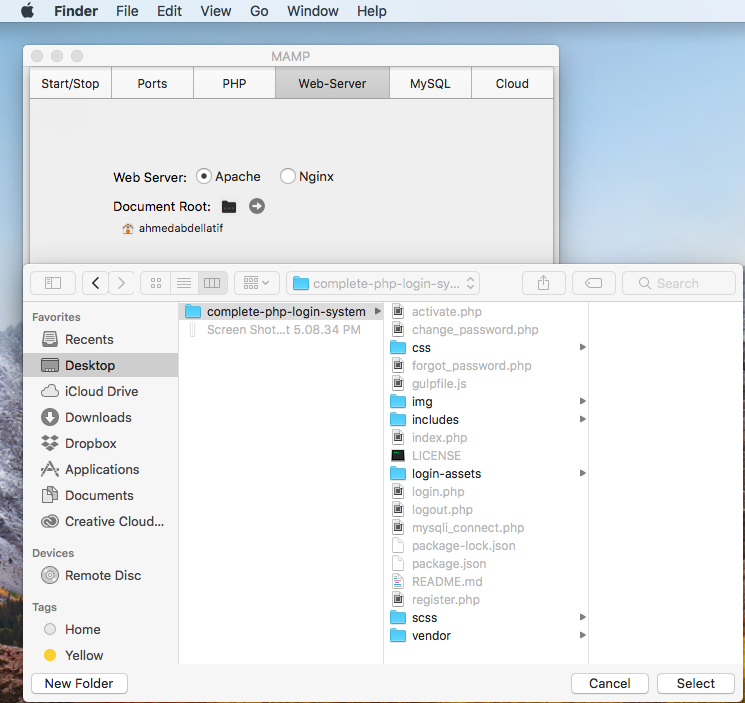 Finder File Edit View Go Window Help
MAMP
Start/Stop Ports PHP Web-Server MySQL Cloud
Web Server: Apache Nginx
Document Root:
ahmedabdellatif
complete-php-login-sy... Search
Favorites
Recents
Desktop
iCloud Drive
Downloads
Dropbox
Applications
Documents
Creative Cloud...
Devices
Remote Disc
Tags
Home
Yellow
complete-php-login-system
Screen Shot...t 5.08.34 PM
activate.php
change_password.php
css
forgot_password.php
gulpfile.js
img
includes
index.php
LICENSE
login-assets
login.php
logout.php
mysqli_connect.php
package-lock.json
package.json
README.md
register.php
scss
vendor
New Folder Cancel Select